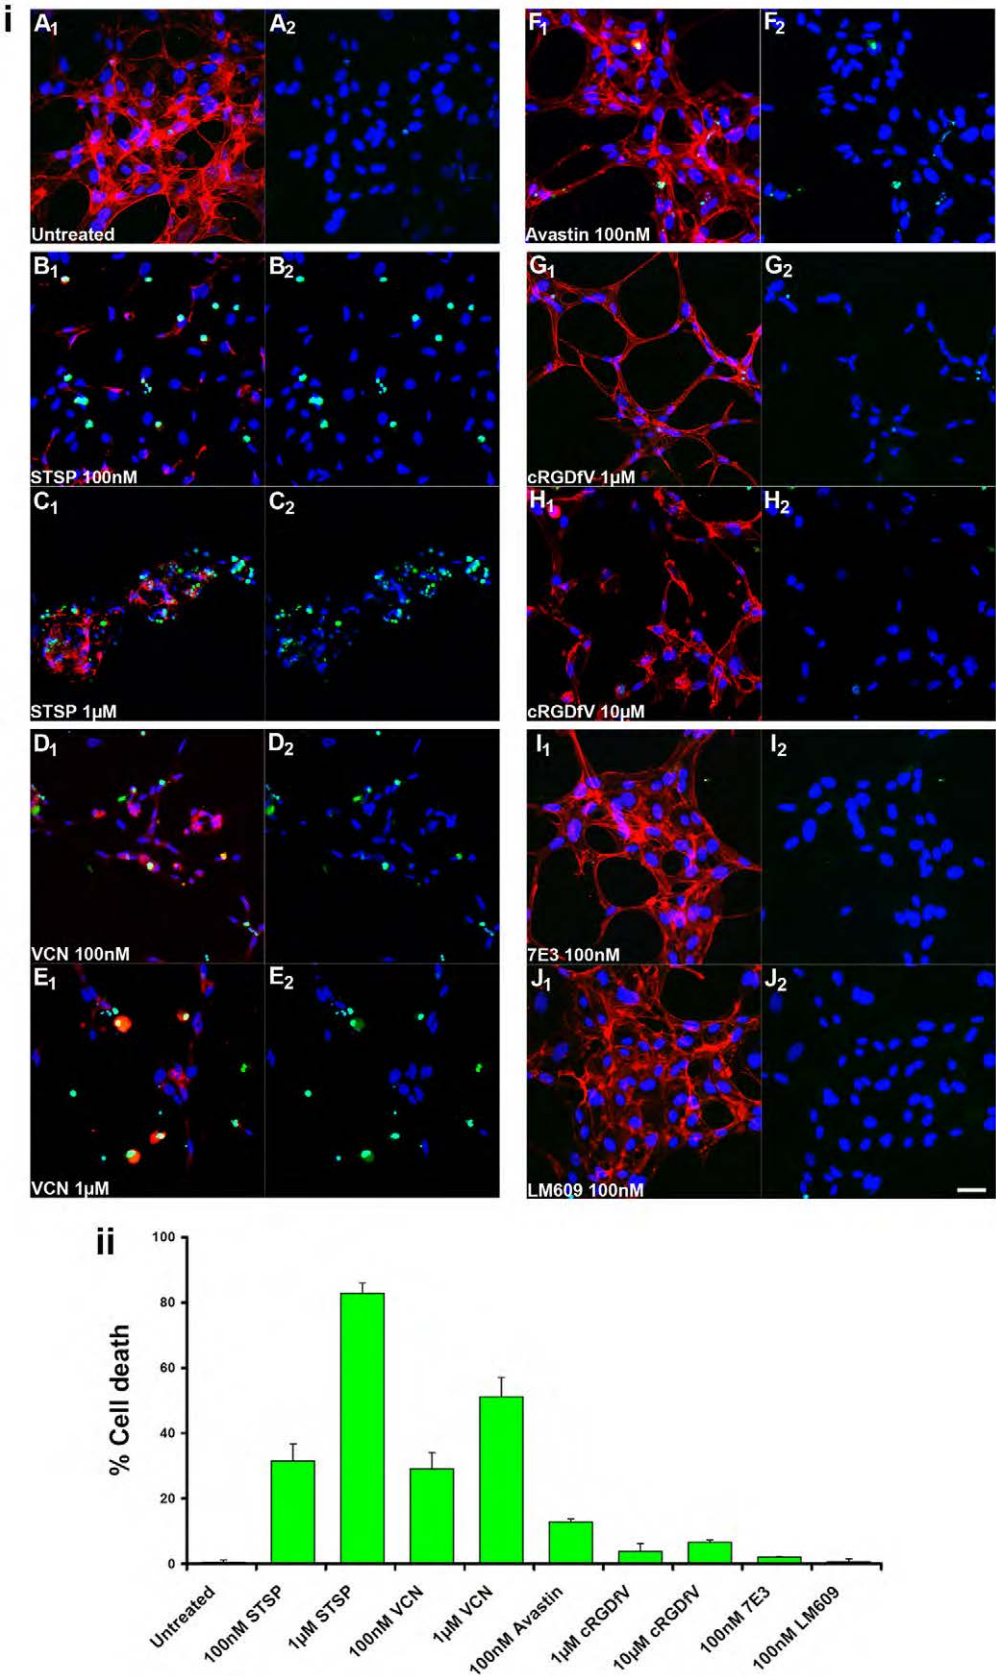 i
A1
A2
Untreated
B1
B2
STSP 100nM
C1
C2
STSP 1µM
D1
D2
VCN 100nM
E1
E2
VCN 1µM
F1
F2
Avastin 100nM
G1
G2
cRGDfV 1µM
H1
H2
cRGDfV 10µM
I1
I2
7E3 100nM
J1
J2
LM609 100nM
ii
% Cell death
100
80
60
40
20
0
Untreated
100nM STSP
1µM STSP
100nM VCN
1µM VCN
100nM Avastin
1µM cRGDfV
10µM cRGDfV
100nM 7E3
100nM LM609